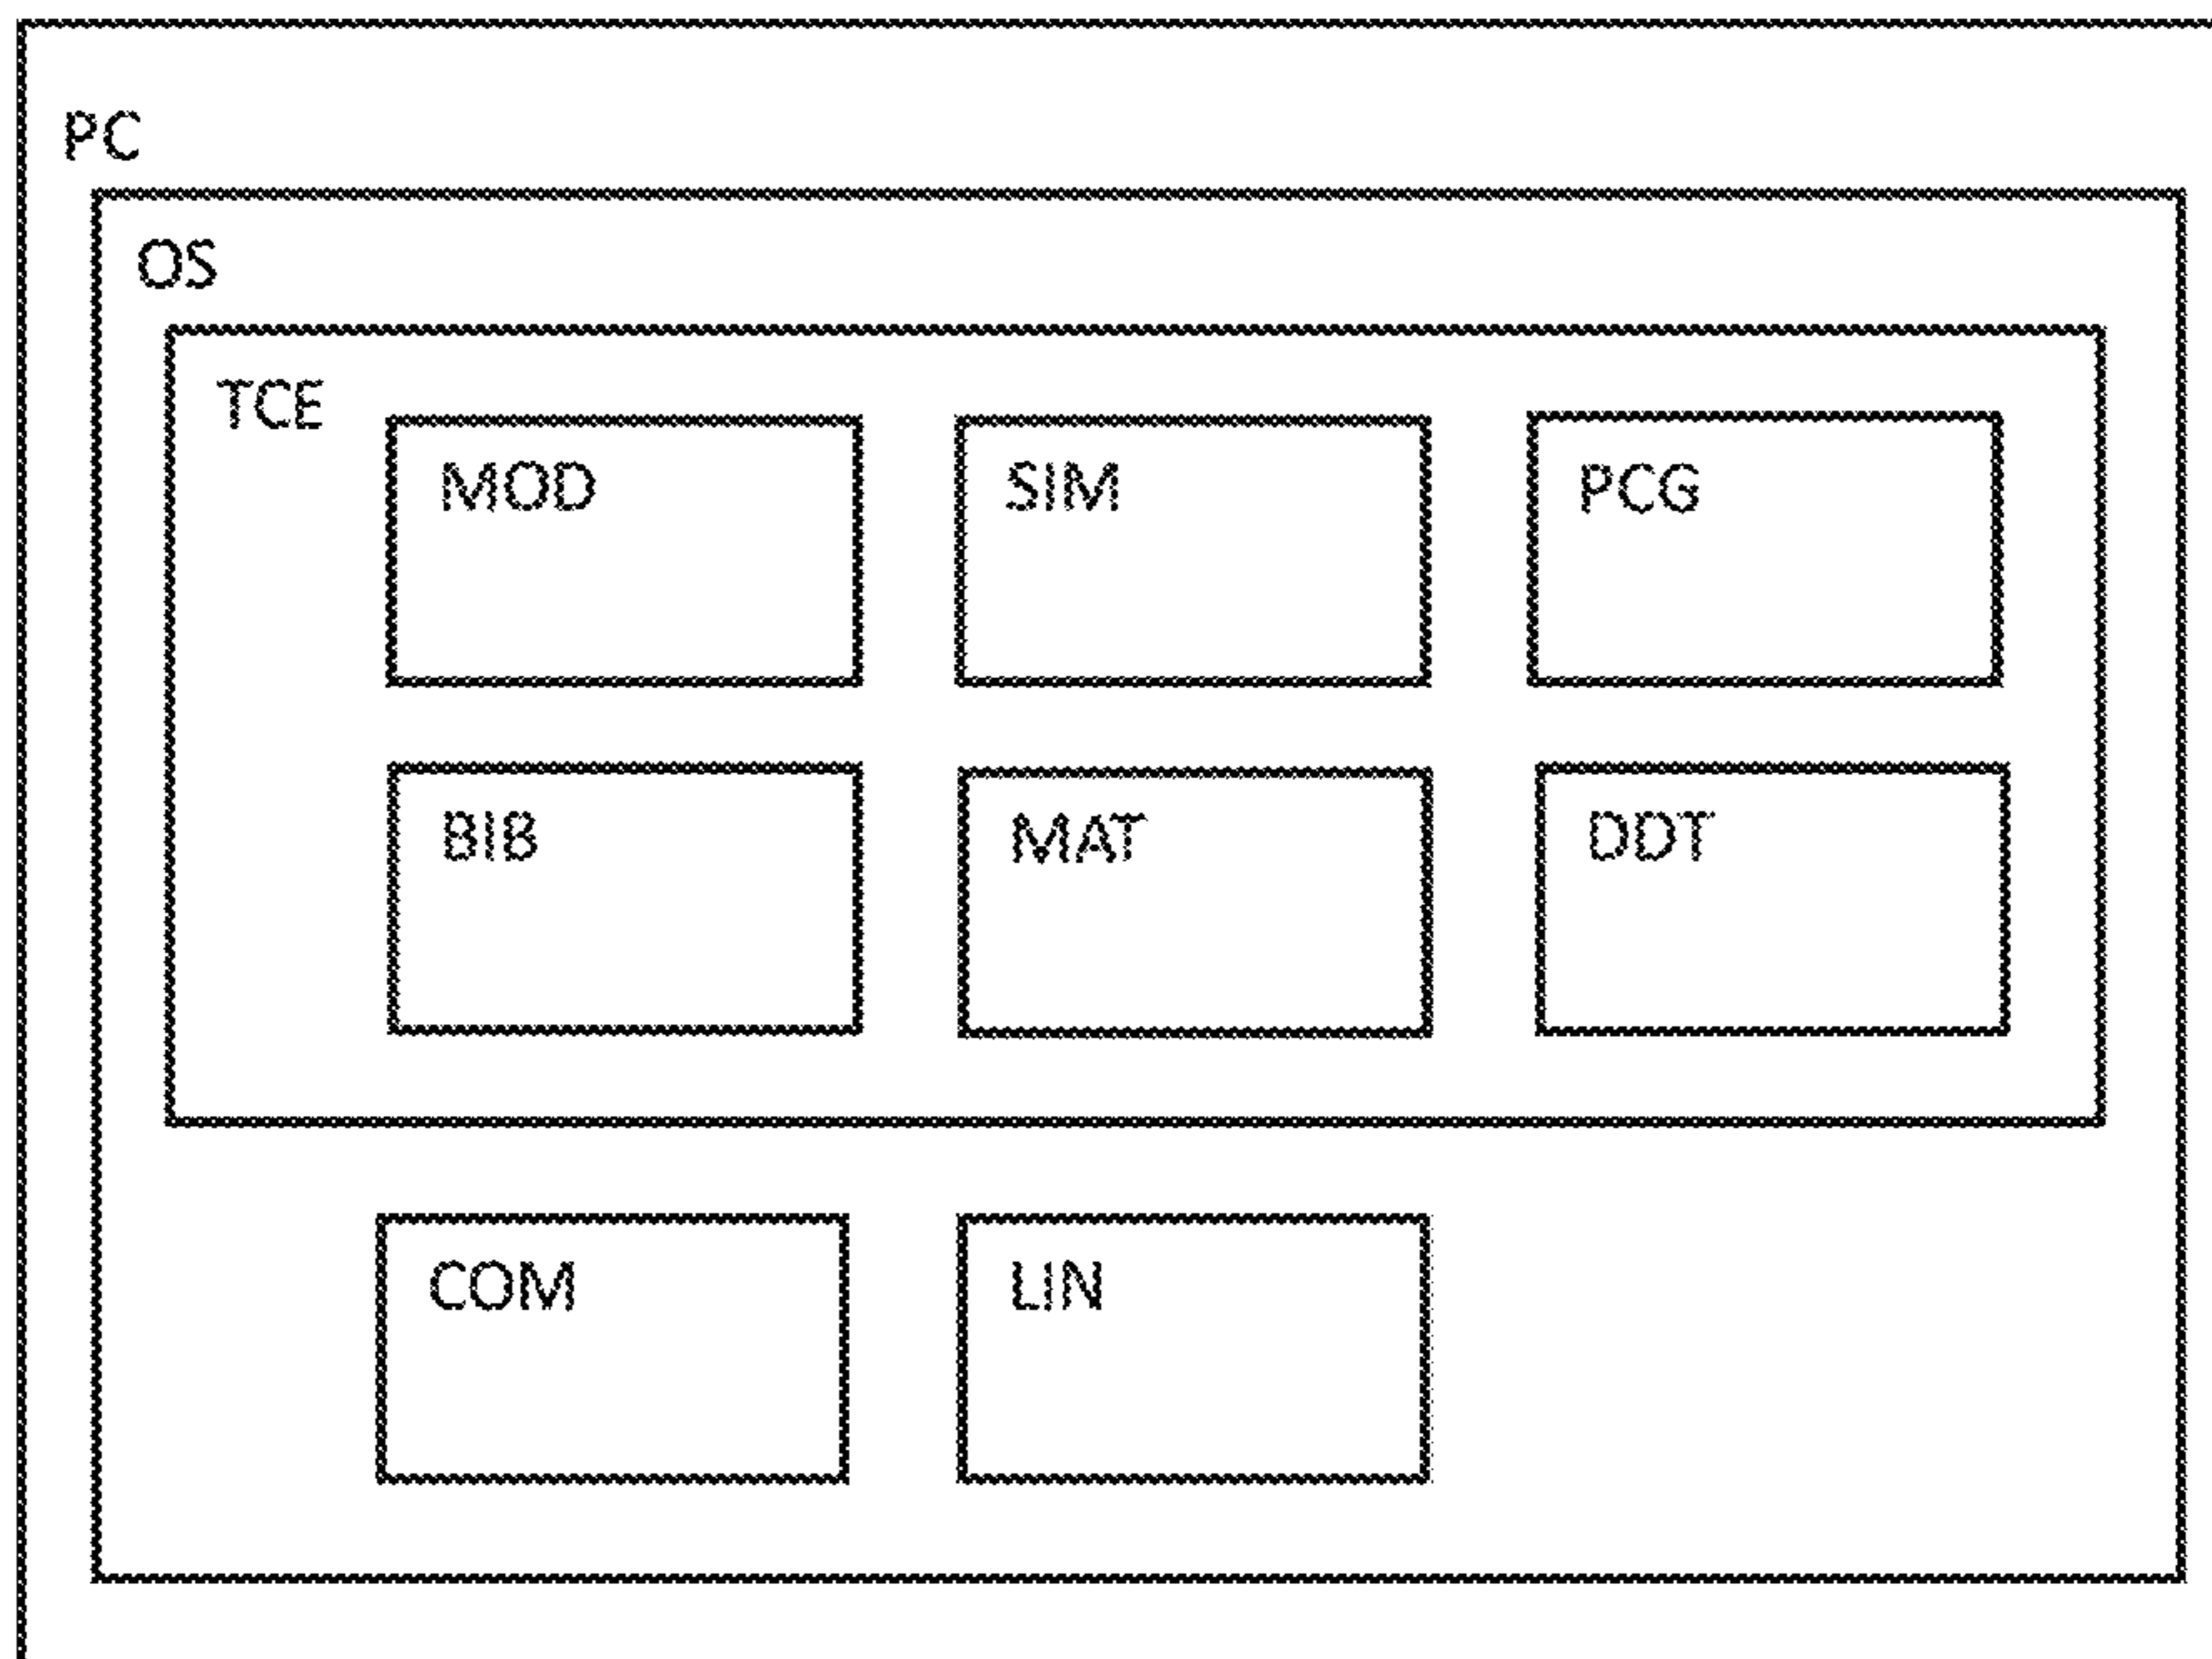 PC
OS
TCE
MOD
SIM
PCG
BIB
MAT
DDT
COM
LIN